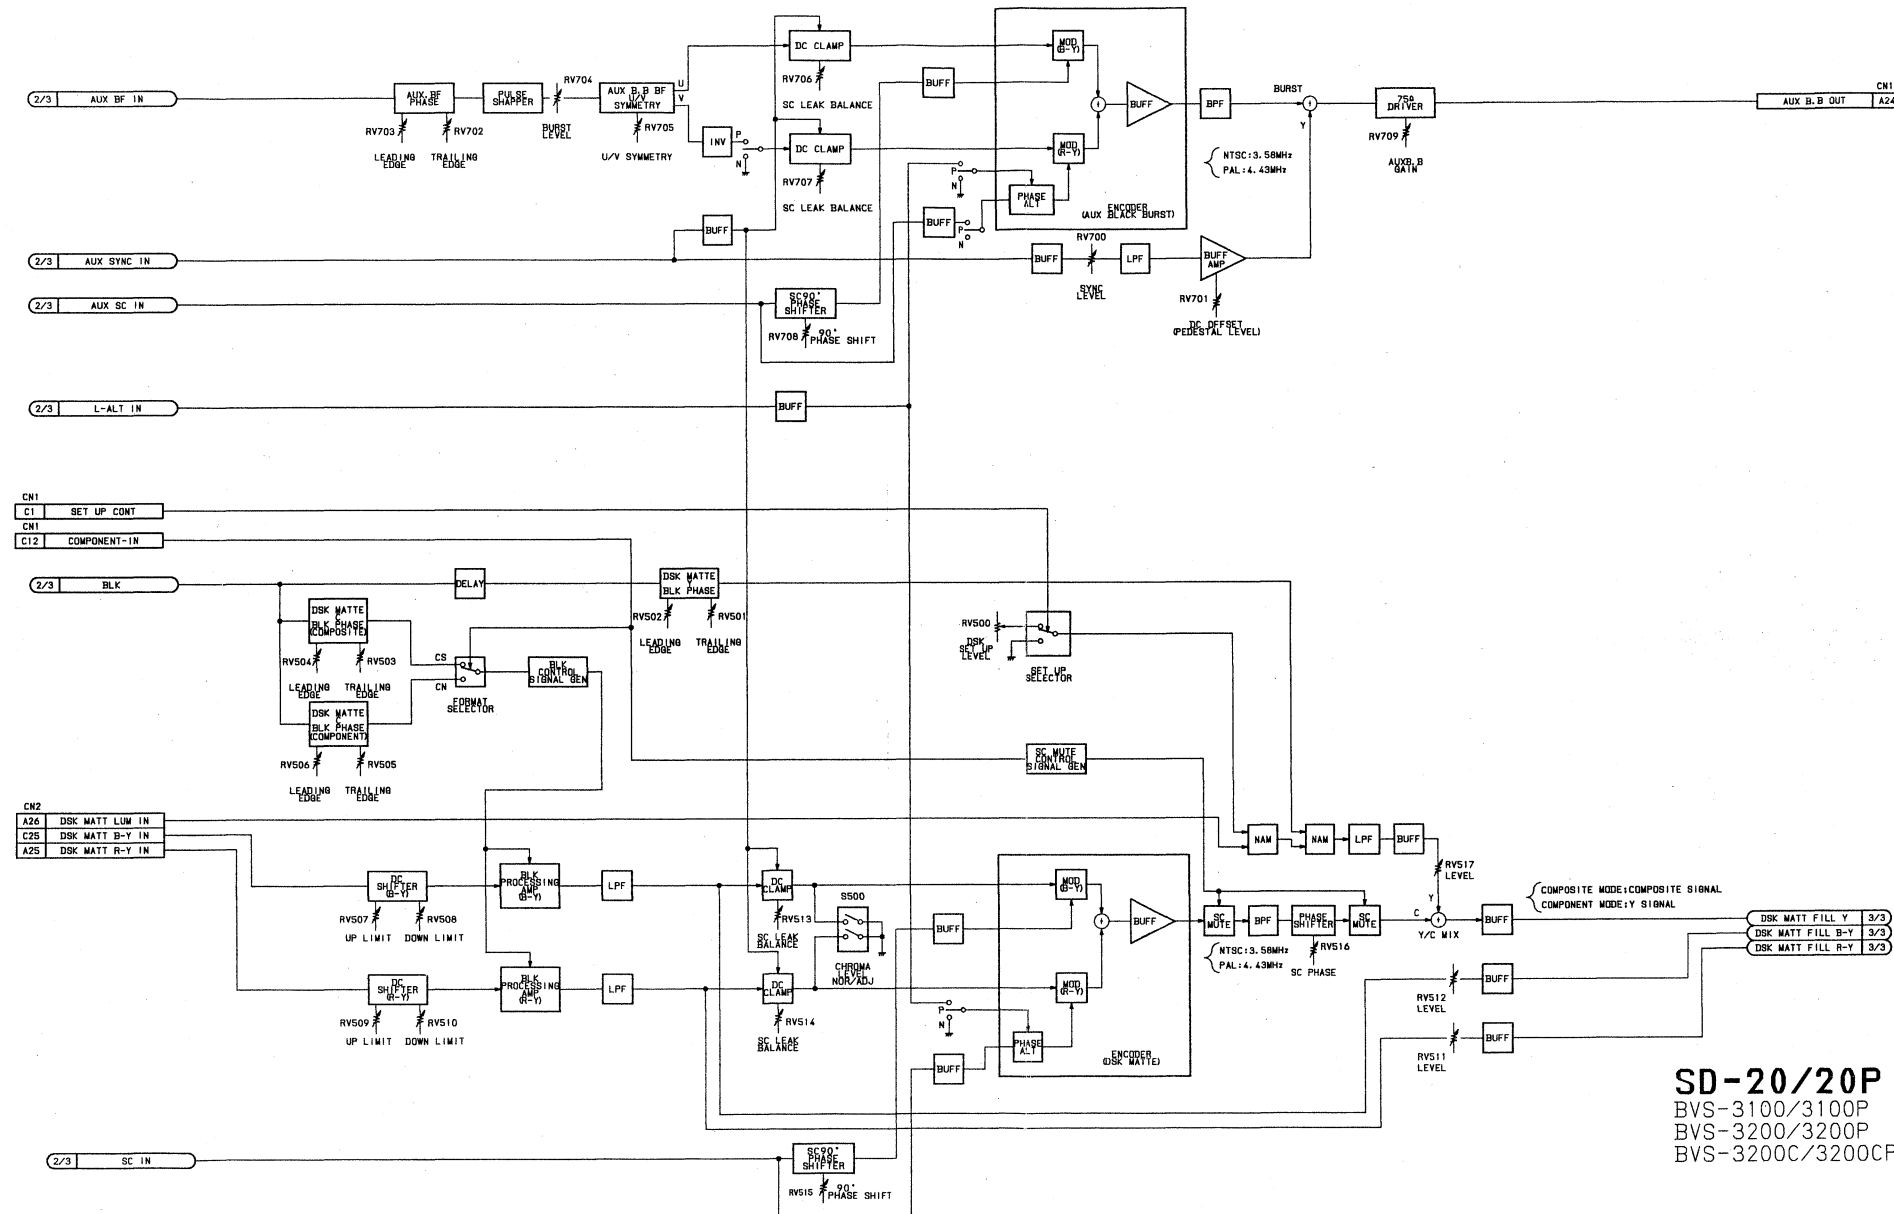 2/3 AUX BF IN
AUX. BF
PHASE
RV703
RV702
LEADING
EDGE
TRAILING
EDGE
PULSE
SHAPPER
RV704
BURST
LEVEL
AUX B.B BF
U/V
SYMMETRY
RV705
U/V SYMMETRY
U
V
INV
P
N
DC CLAMP
RV706
SC LEAK BALANCE
DC CLAMP
RV707
SC LEAK BALANCE
BUFF
BUFF
BUFF
P
N
P
N
MOD
(B-Y)
MOD
(R-Y)
PHASE
ALT
BUFF
ENCODER
(AUX BLACK BURST)
BPF
NTSC:3.58MHz
PAL:4.43MHz
BURST
Y
75Ω
DRIVER
RV709
AUXB.B
GAIN
CN1
AUX B.B OUT A24
2/3 AUX SYNC IN
BUFF
RV700
SYNC
LEVEL
LPF
BUFF
AMP
RV701
DC OFFSET
(PEDESTAL LEVEL)
2/3 AUX SC IN
SC90°
PHASE
SHIFTER
RV708
90°
PHASE SHIFT
2/3 L-ALT IN
BUFF
CN1
C1 SET UP CONT
CN1
C12 COMPONENT-IN
2/3 BLK
DELAY
DSK MATTE
Y
BLK PHASE
RV502
RV501
LEADING
EDGE
TRAILING
EDGE
DSK MATTE
C
BLK PHASE
(COMPOSITE)
RV504
RV503
LEADING
EDGE
TRAILING
EDGE
DSK MATTE
C
BLK PHASE
(COMPONENT)
RV506
RV505
LEADING
EDGE
TRAILING
EDGE
CS
CN
FORMAT
SELECTOR
BLK
CONTROL
SIGNAL GEN
RV500
DSK
SET UP
LEVEL
SET UP
SELECTOR
SC MUTE
CONTROL
SIGNAL GEN
CN2
A26 DSK MATT LUM IN
C25 DSK MATT B-Y IN
A25 DSK MATT R-Y IN
NAM
NAM
LPF
BUFF
RV517
LEVEL
DC
SHIFTER
(B-Y)
RV507
RV508
UP LIMIT
DOWN LIMIT
BLK
PROCESSING
AMP
(B-Y)
LPF
DC
CLAMP
RV513
SC LEAK
BALANCE
S500
CHROMA
LEVEL
NOR/ADJ
DC
SHIFTER
(R-Y)
RV509
RV510
UP LIMIT
DOWN LIMIT
BLK
PROCESSING
AMP
(R-Y)
LPF
DC
CLAMP
RV514
SC LEAK
BALANCE
BUFF
BUFF
P
N
MOD
(B-Y)
MOD
(R-Y)
PHASE
ALT
BUFF
ENCODER
(DSK MATTE)
SC
MUTE
BPF
PHASE
SHIFTER
RV516
SC PHASE
SC
MUTE
NTSC:3.58MHz
PAL:4.43MHz
C
Y
Y/C MIX
BUFF
COMPOSITE MODE:COMPOSITE SIGNAL
COMPONENT MODE:Y SIGNAL
DSK MATT FILL Y 3/3
DSK MATT FILL B-Y 3/3
DSK MATT FILL R-Y 3/3
RV512
LEVEL
BUFF
RV511
LEVEL
BUFF
2/3 SC IN
SC90°
PHASE
SHIFTER
RV515
90°
PHASE SHIFT
SD-20/20P
BVS-3100/3100P
BVS-3200/3200P
BVS-3200C/3200CP